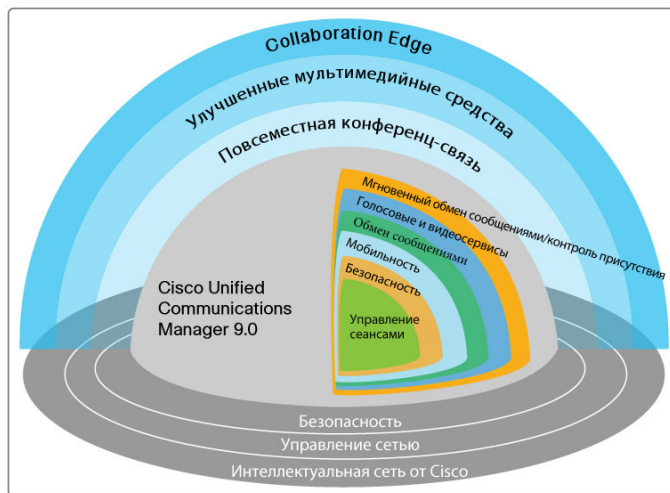 Collaboration Edge
Улучшенные мультимедийные средства
Повсеместная конференц-связь
Мгновенный обмен сообщениями/контроль присутствия
Голосовые и видеосервисы
Обмен сообщениями
Мобильность
Безопасность
Управление
сеансами
Cisco Unified
Communications
Manager 9.0
Безопасность
Управление сетью
Интеллектуальная сеть от Cisco